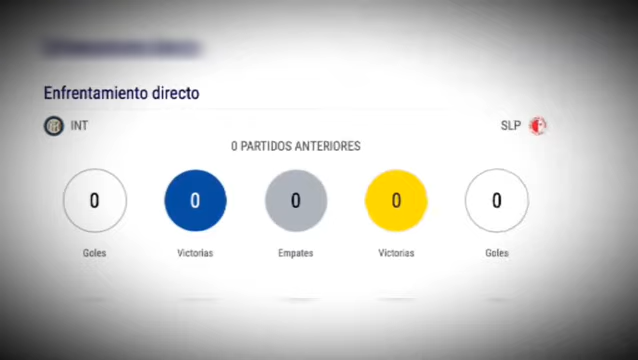 Enfrentamiento directo
INT
SLP
0 PARTIDOS ANTERIORES
0 0 0 0 0
Goles Victorias Empates Victorias Goles